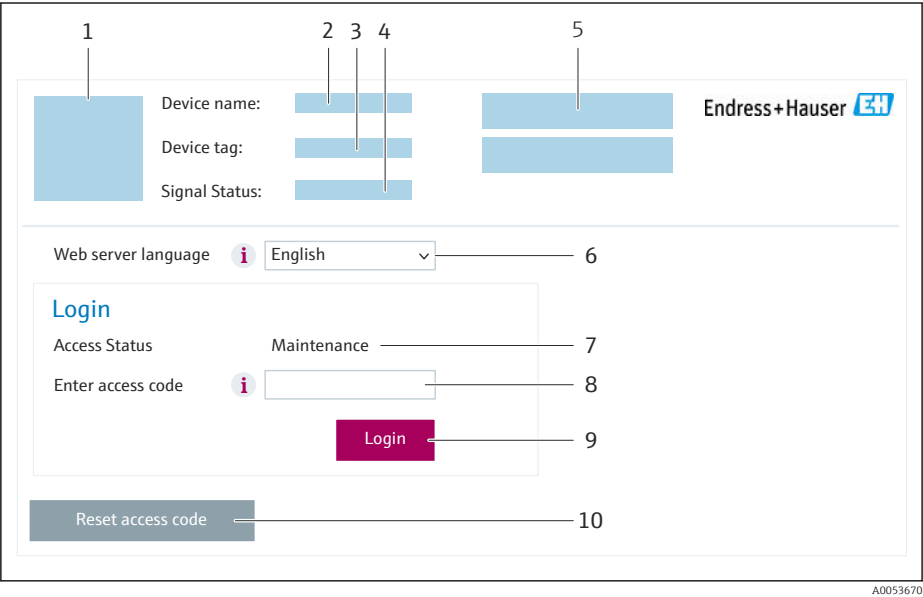 1 2 3 4 5
Device name:
Endress+Hauser EH
Device tag:
Signal Status:
Web server language i English 6
Login
Access Status Maintenance 7
Enter access code i 8
Login 9
Reset access code 10
A0053670